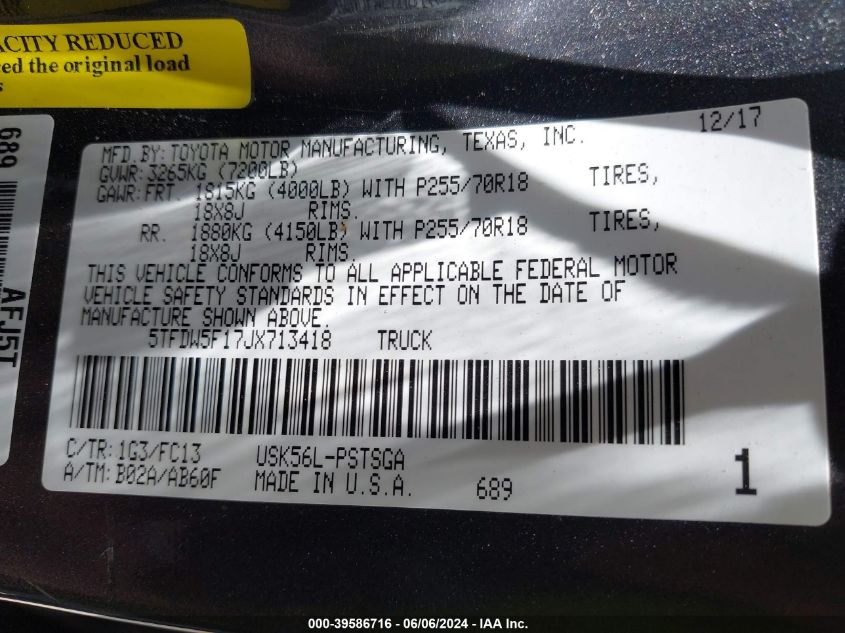 ACITY REDUCED
ed the original load
s
689
AFJ5T
12/17
MFD.BY: TOYOTA MOTOR MANUFACTURING, TEXAS, INC.
GVWR: 3265KG (7200LB)
GAWR: FRT. 1815KG (4000LB) WITH P255/70R18 TIRES,
18X8J RIMS.
RR. 1880KG (4150LB) WITH P255/70R18 TIRES,
18X8J RIMS.
THIS VEHICLE CONFORMS TO ALL APPLICABLE FEDERAL MOTOR
VEHICLE SAFETY STANDARDS IN EFFECT ON THE DATE OF
MANUFACTURE SHOWN ABOVE.
5TFDW5F17JX713418 TRUCK
C/TR: 1G3/FC13 USK56L-PSTSGA
A/TM: B02A/AB60F MADE IN U.S.A. 689
1
000-39586716 - 06/06/2024 - IAA Inc.